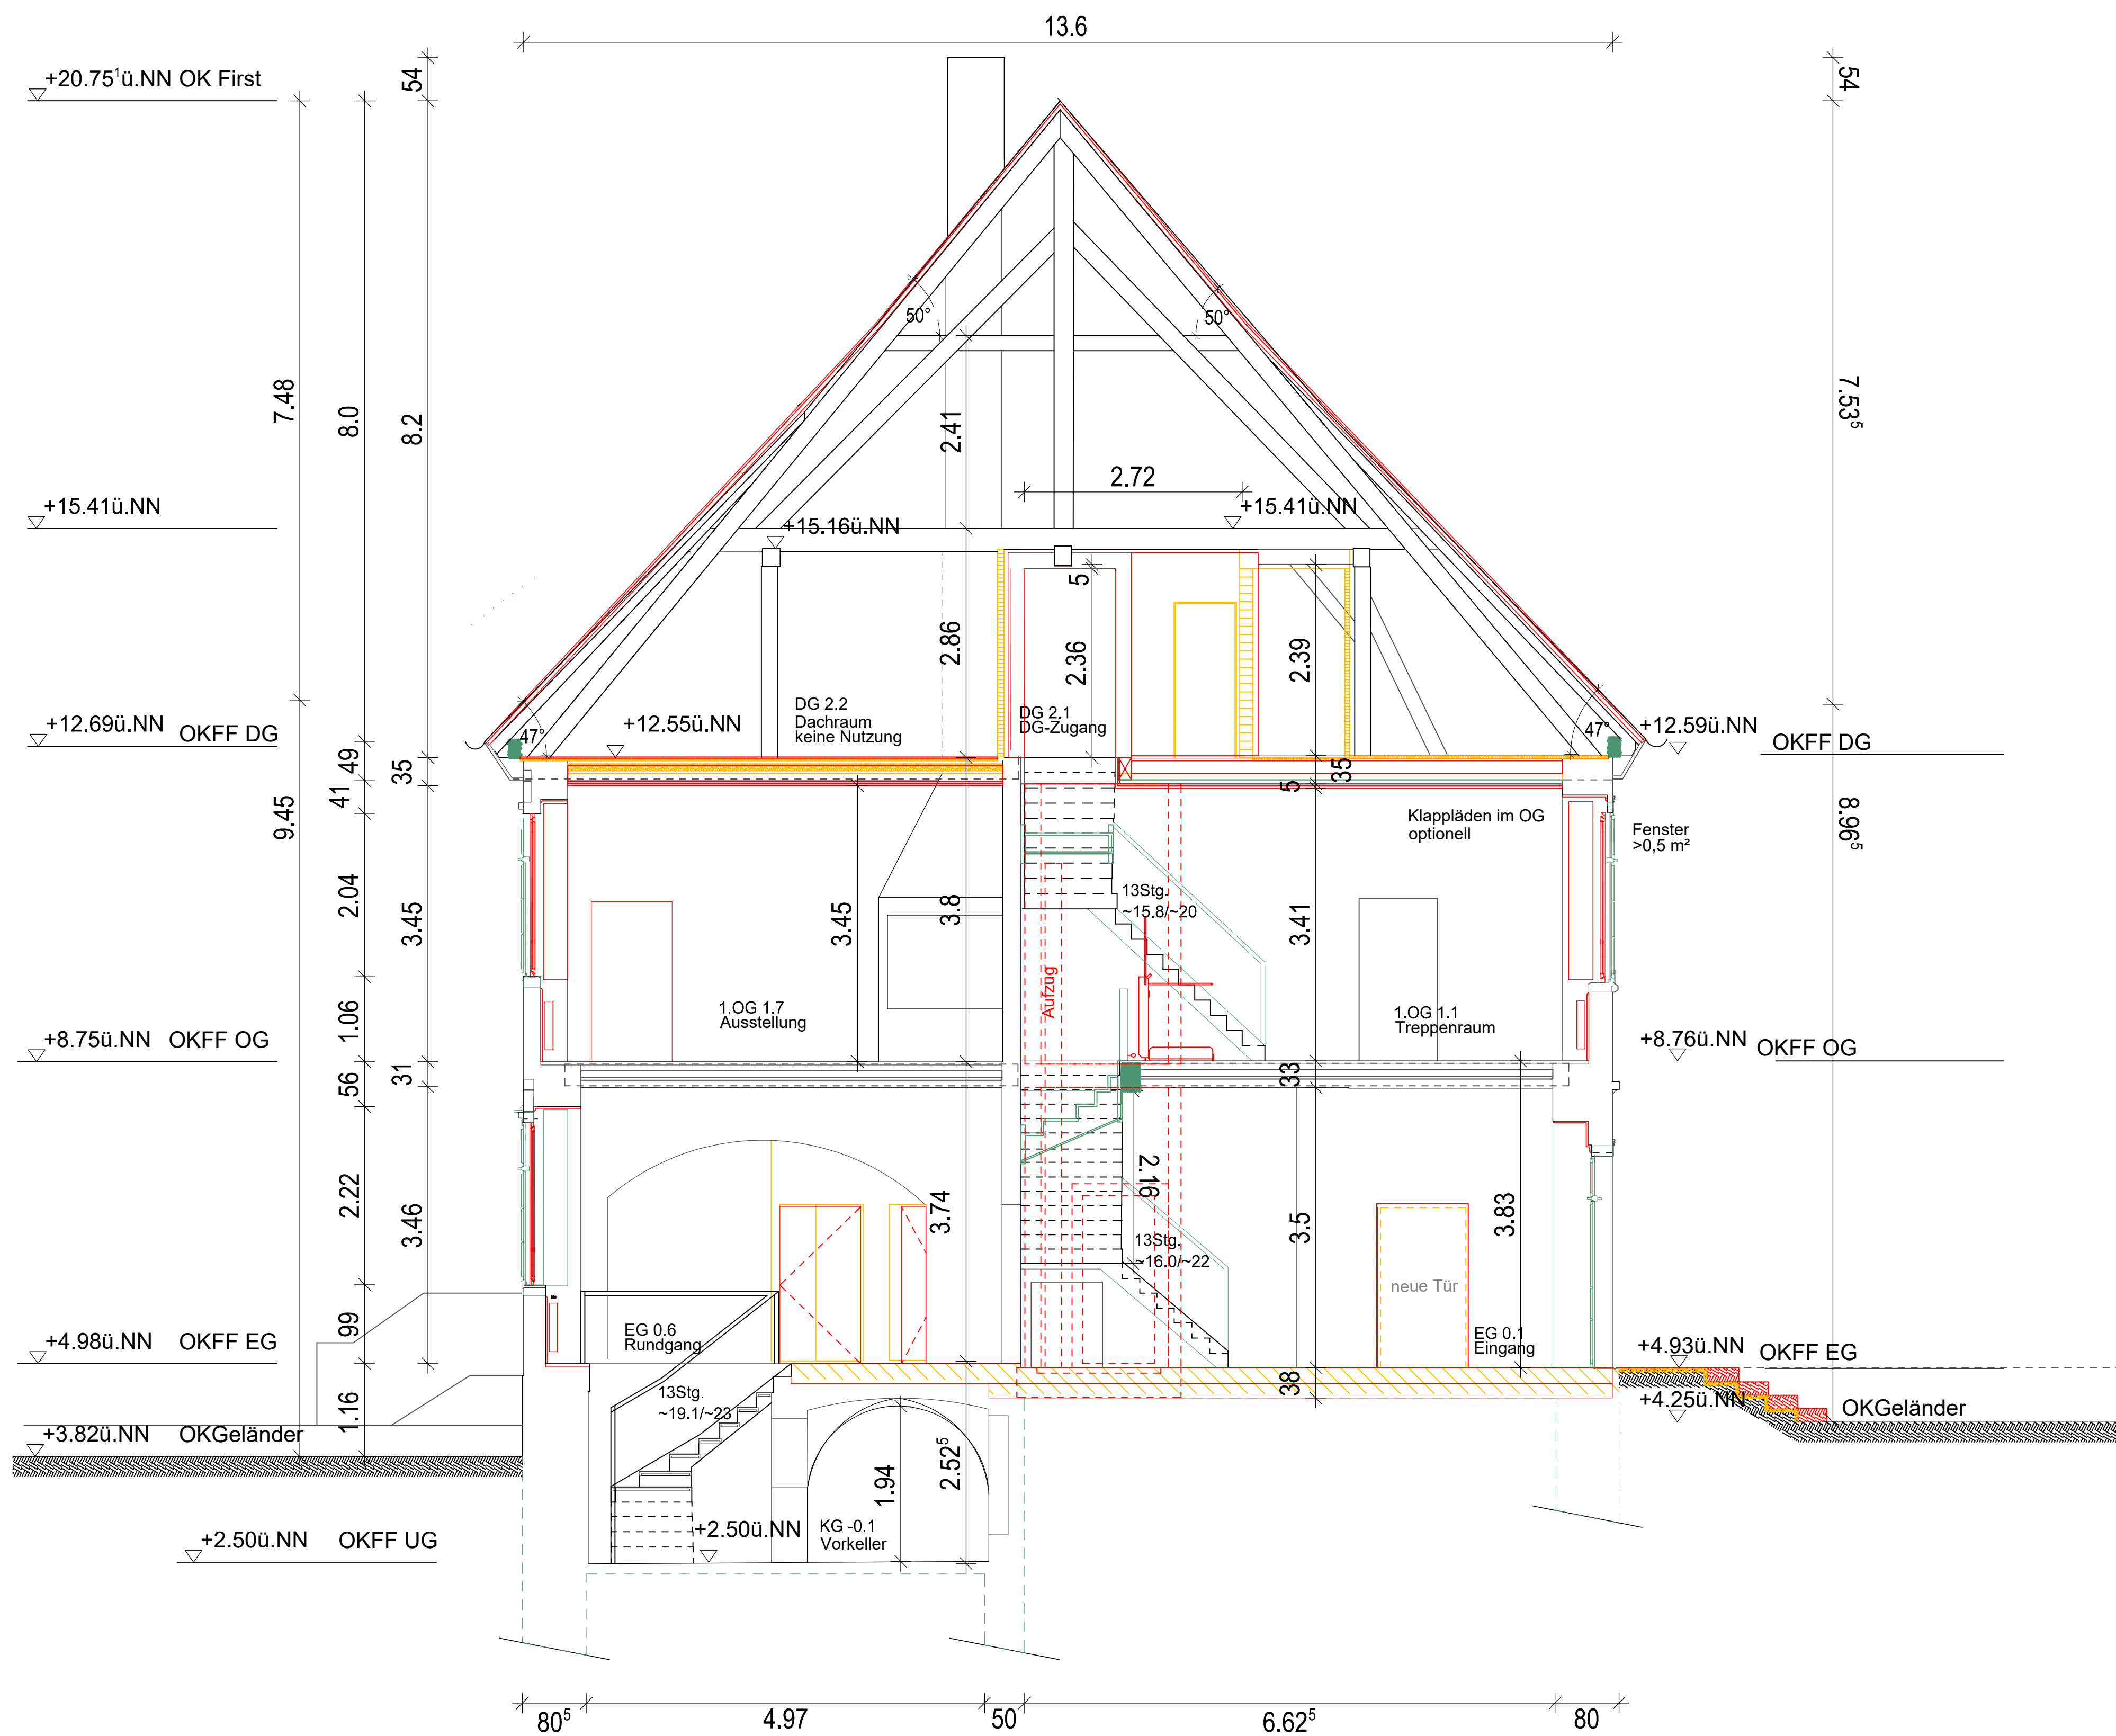 13.6
54
54
+20.75¹ü.NN OK First
7.48
8.0
8.2
7.53⁵
50°
50°
2.41
2.72
+15.41ü.NN
+15.41ü.NN
+15.16ü.NN
5
2.86
2.36
2.39
DG 2.2
Dachraum
keine Nutzung
DG 2.1
DG-Zugang
+12.69ü.NN OKFF DG
+12.55ü.NN
47°
47°
+12.59ü.NN
OKFF DG
49
35
35
5
41
9.45
8.96⁵
Klappläden im OG
optionell
Fenster
>0,5 m²
2.04
3.45
3.45
3.8
3.41
13Stg.
~15.8/~20
Aufzug
1.OG 1.7
Ausstellung
1.OG 1.1
Treppenraum
1.06
+8.75ü.NN OKFF OG
+8.76ü.NN
OKFF OG
56
31
33
2.22
3.46
3.74
2.16
3.5
3.83
13Stg.
~16.0/~22
neue Tür
EG 0.6
Rundgang
EG 0.1
Eingang
99
+4.98ü.NN OKFF EG
+4.93ü.NN
OKFF EG
13Stg.
~19.1/~23
38
+4.25ü.NN
OKGeländer
1.16
+3.82ü.NN OKGeländer
1.94
2.52⁵
+2.50ü.NN OKFF UG
+2.50ü.NN
KG -0.1
Vorkeller
80⁵
4.97
50
6.62⁵
80